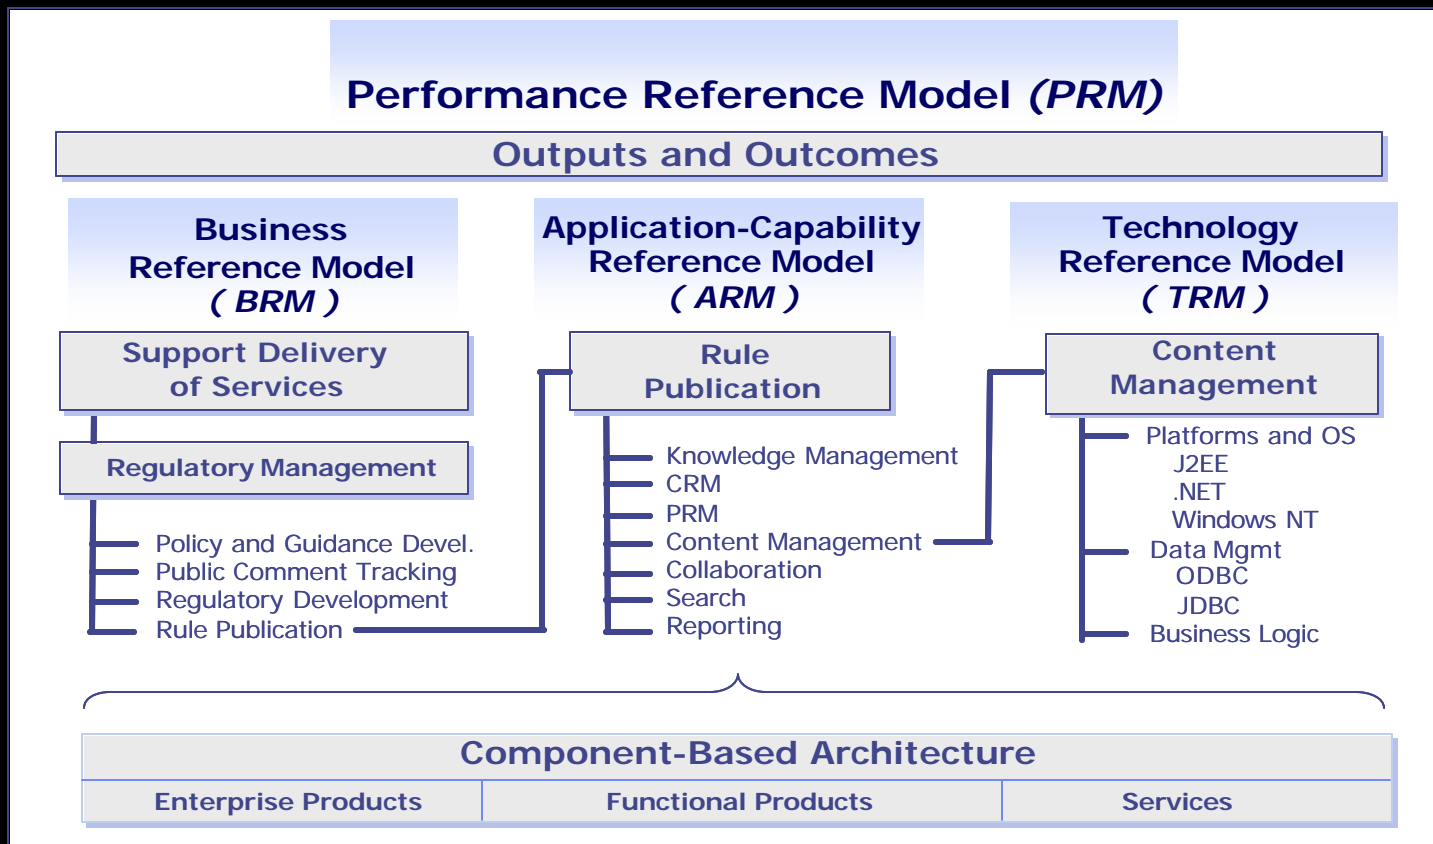 Performance Reference Model (PRM)
Outputs and Outcomes
Business
Reference Model
( BRM )
Support Delivery
of Services
Regulatory Management
Policy and Guidance Devel.
Public Comment Tracking
Regulatory Development
Rule Publication
Application-Capability
Reference Model
( ARM )
Rule
Publication
Knowledge Management
CRM
PRM
Content Management
Collaboration
Search
Reporting
Technology
Reference Model
( TRM )
Content
Management
Platforms and OS
J2EE
.NET
Windows NT
Data Mgmt
ODBC
JDBC
Business Logic
Component-Based Architecture
Enterprise Products
Functional Products
Services